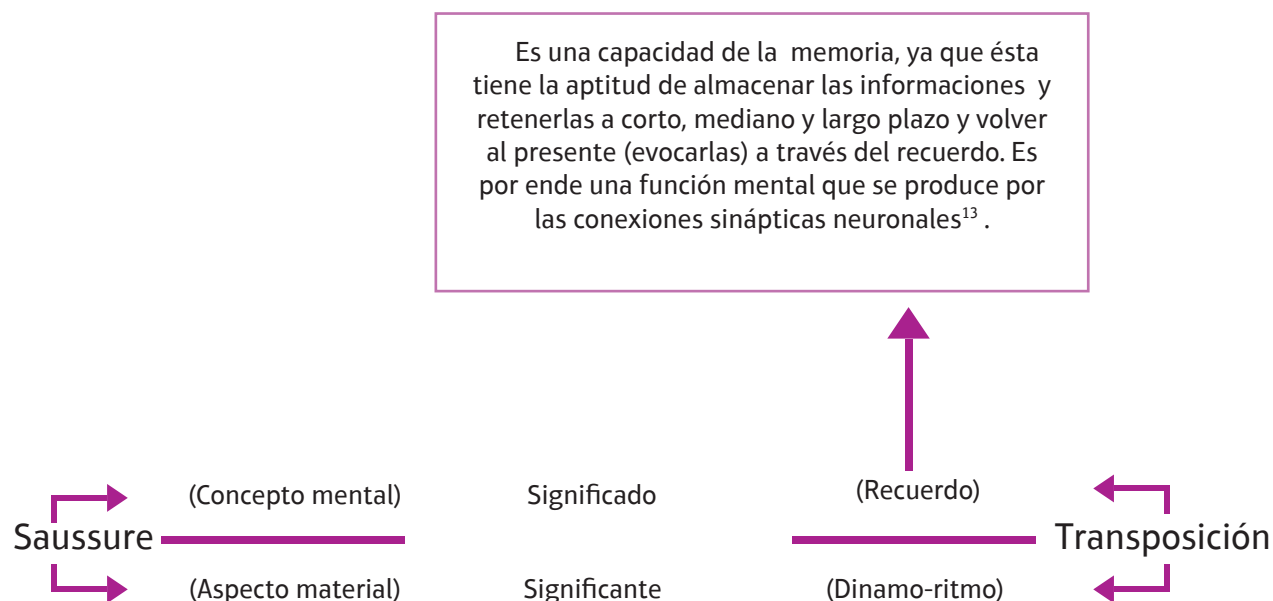 Es una capacidad de la memoria, ya que ésta
tiene la aptitud de almacenar las informaciones y
retenerlas a corto, mediano y largo plazo y volver
al presente (evocarlas) a través del recuerdo. Es
por ende una función mental que se produce por
las conexiones sinápticas neuronales¹³ .
(Concepto mental) Significado (Recuerdo)
Saussure Transposición
(Aspecto material) Significante (Dinamo-ritmo)